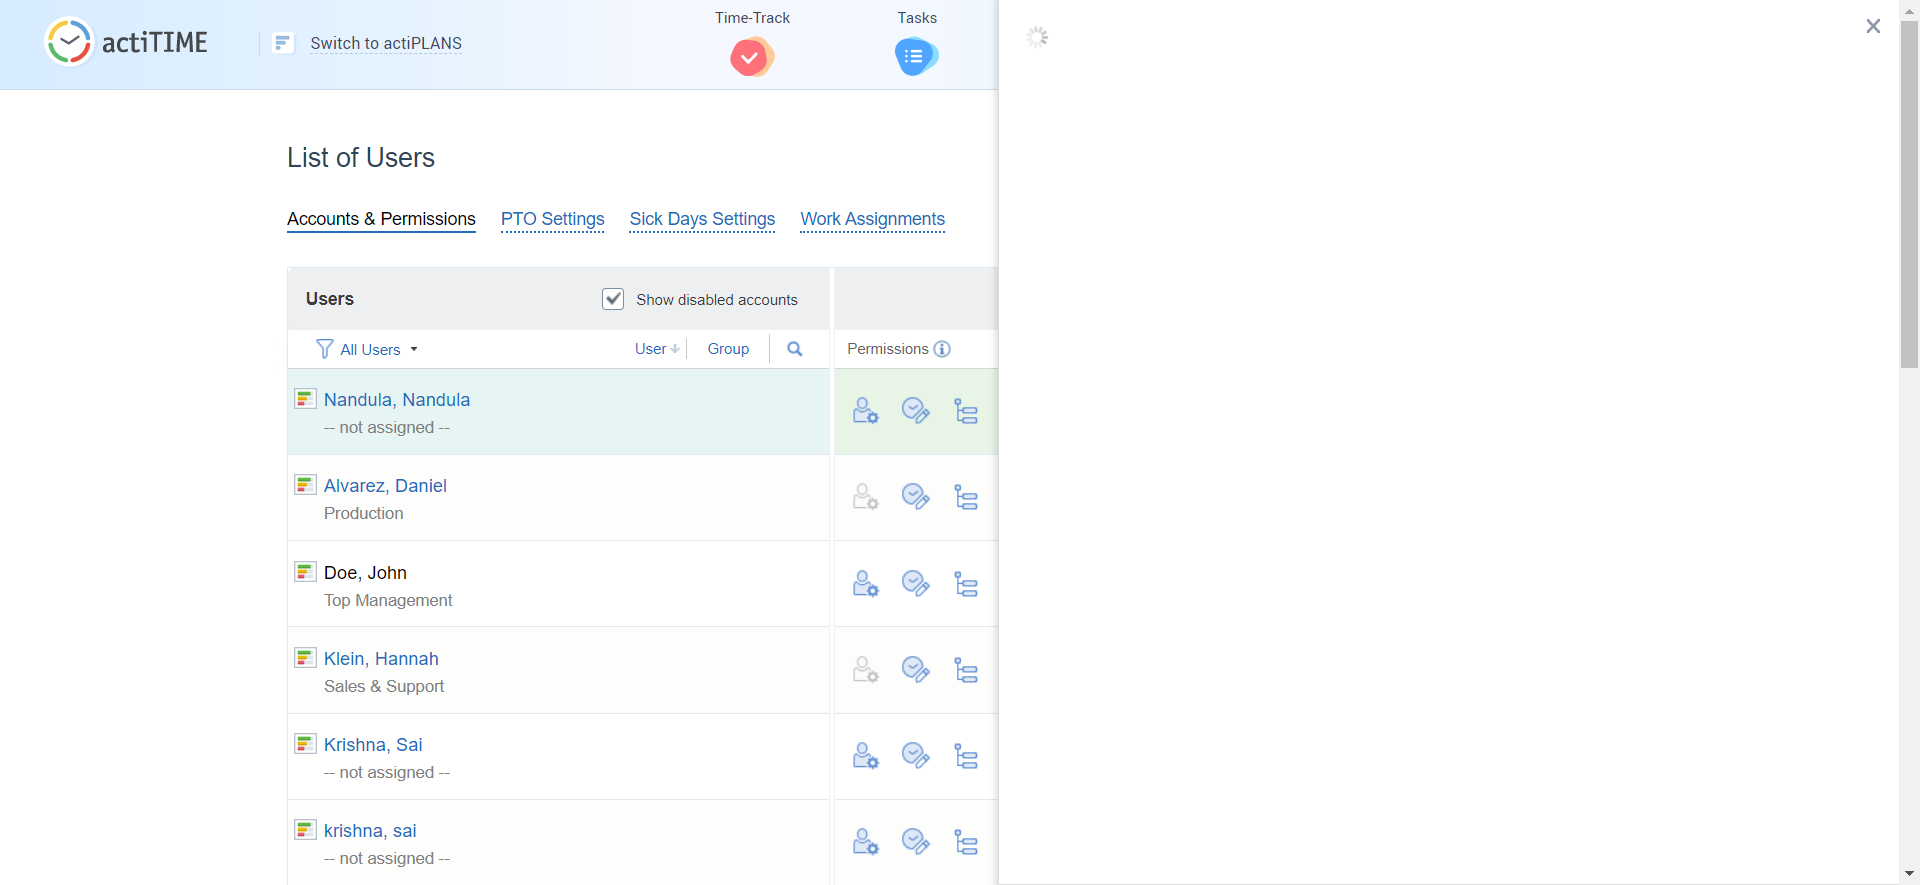 actiTIME
Switch to actiPLANS
Time-Track
Tasks
List of Users
Accounts & Permissions
PTO Settings
Sick Days Settings
Work Assignments
Users
Show disabled accounts
All Users
User
Group
Permissions
Nandula, Nandula
-- not assigned --
Alvarez, Daniel
Production
Doe, John
Top Management
Klein, Hannah
Sales & Support
Krishna, Sai
-- not assigned --
krishna, sai
-- not assigned --